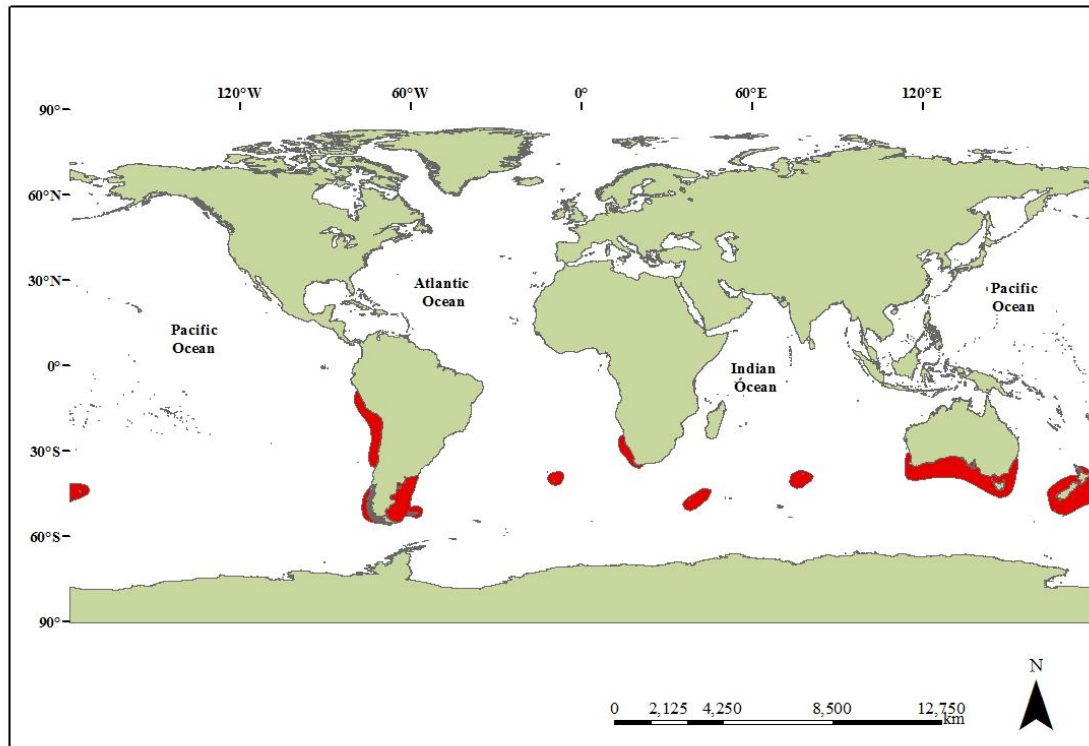 120°W 60°W 0° 60°E 120°E
90°
60°N
30°N
Atlantic
Ocean
Pacific
Ocean
Pacific
Ocean
0°
Indian
Ócean
30°S
60°S
90°
N
0 2,125 4,250 8,500 12,750
km